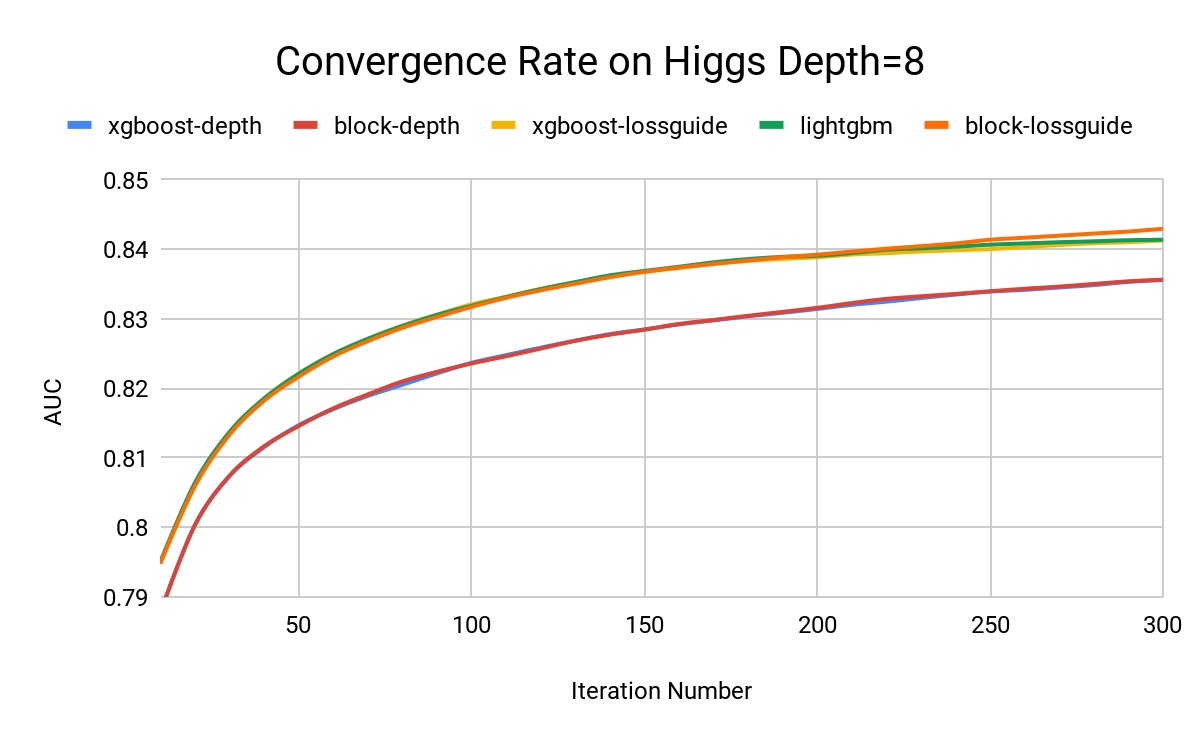 Convergence Rate on Higgs Depth=8
xgboost-depth block-depth xgboost-lossguide lightgbm block-lossguide
0.85
0.84
0.83
0.82
0.81
0.8
0.79
AUC
50 100 150 200 250 300
Iteration Number